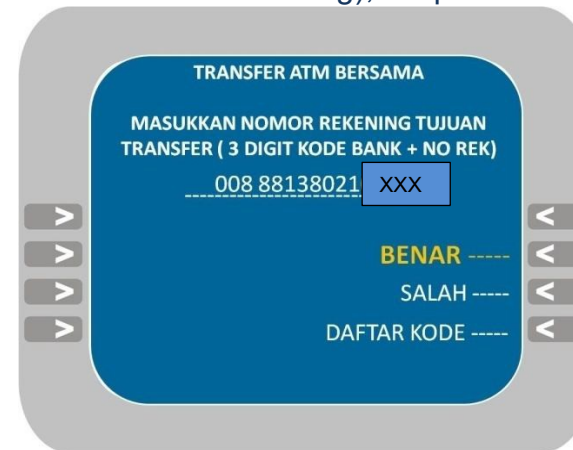 TRANSFER ATM BERSAMA
MASUKKAN NOMOR REKENING TUJUAN
TRANSFER ( 3 DIGIT KODE BANK + NO REK)
008 88138021 XXX
> <
> BENAR ----- <
> SALAH ----- <
> DAFTAR KODE ----- <